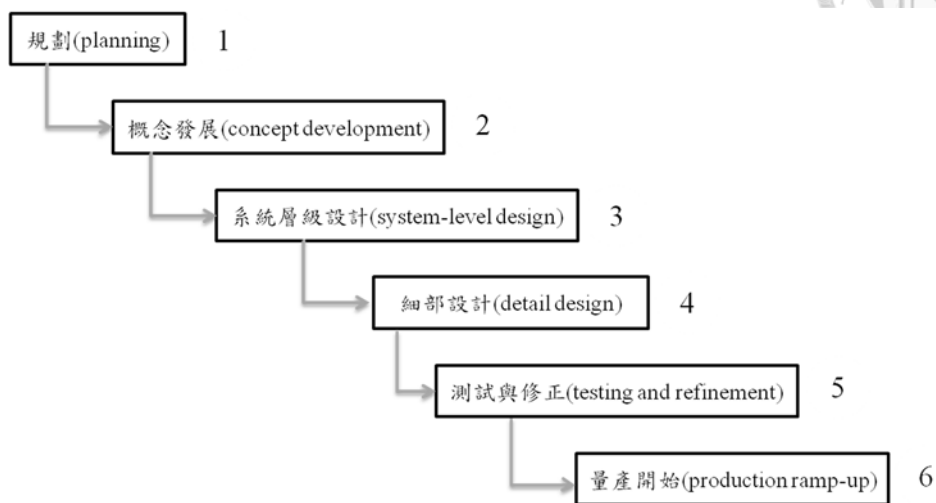 規劃(planning) 1
概念發展(concept development) 2
系統層級設計(system-level design) 3
細部設計(detail design) 4
測試與修正(testing and refinement) 5
量產開始(production ramp-up) 6